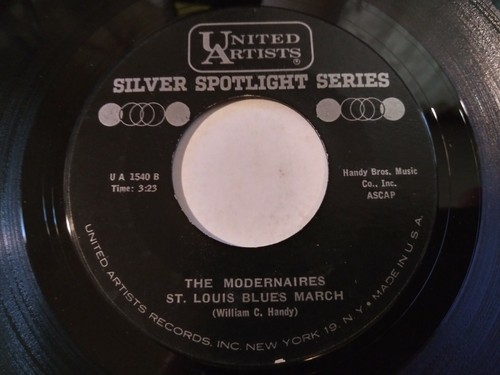 UNITED
ARTISTS®
SILVER SPOTLIGHT SERIES
U A 1540 B
Time: 3:23
Handy Bros. Music
Co., Inc.
ASCAP
THE MODERNAIRES
ST. LOUIS BLUES MARCH
(William C. Handy)
UNITED ARTISTS RECORDS, INC. NEW YORK 19, N.Y. ● MADE IN U.S.A.